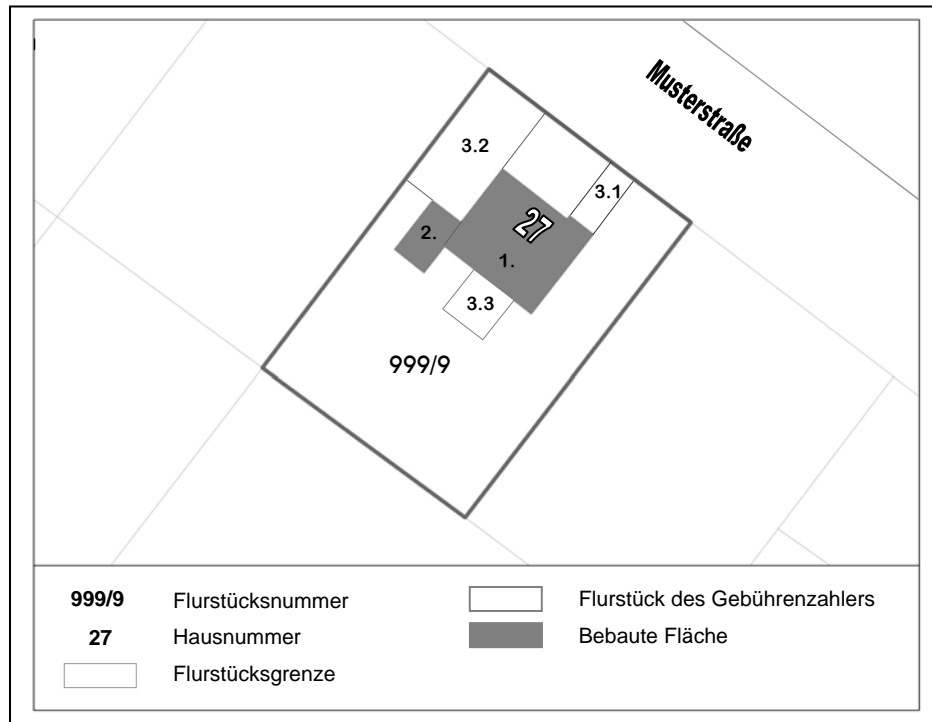 Musterstraße
3.2
3.1
27
2.
1.
3.3
999/9
999/9 Flurstücksnummer
27 Hausnummer
Flurstücksgrenze
Flurstück des Gebührenzahlers
Bebaute Fläche